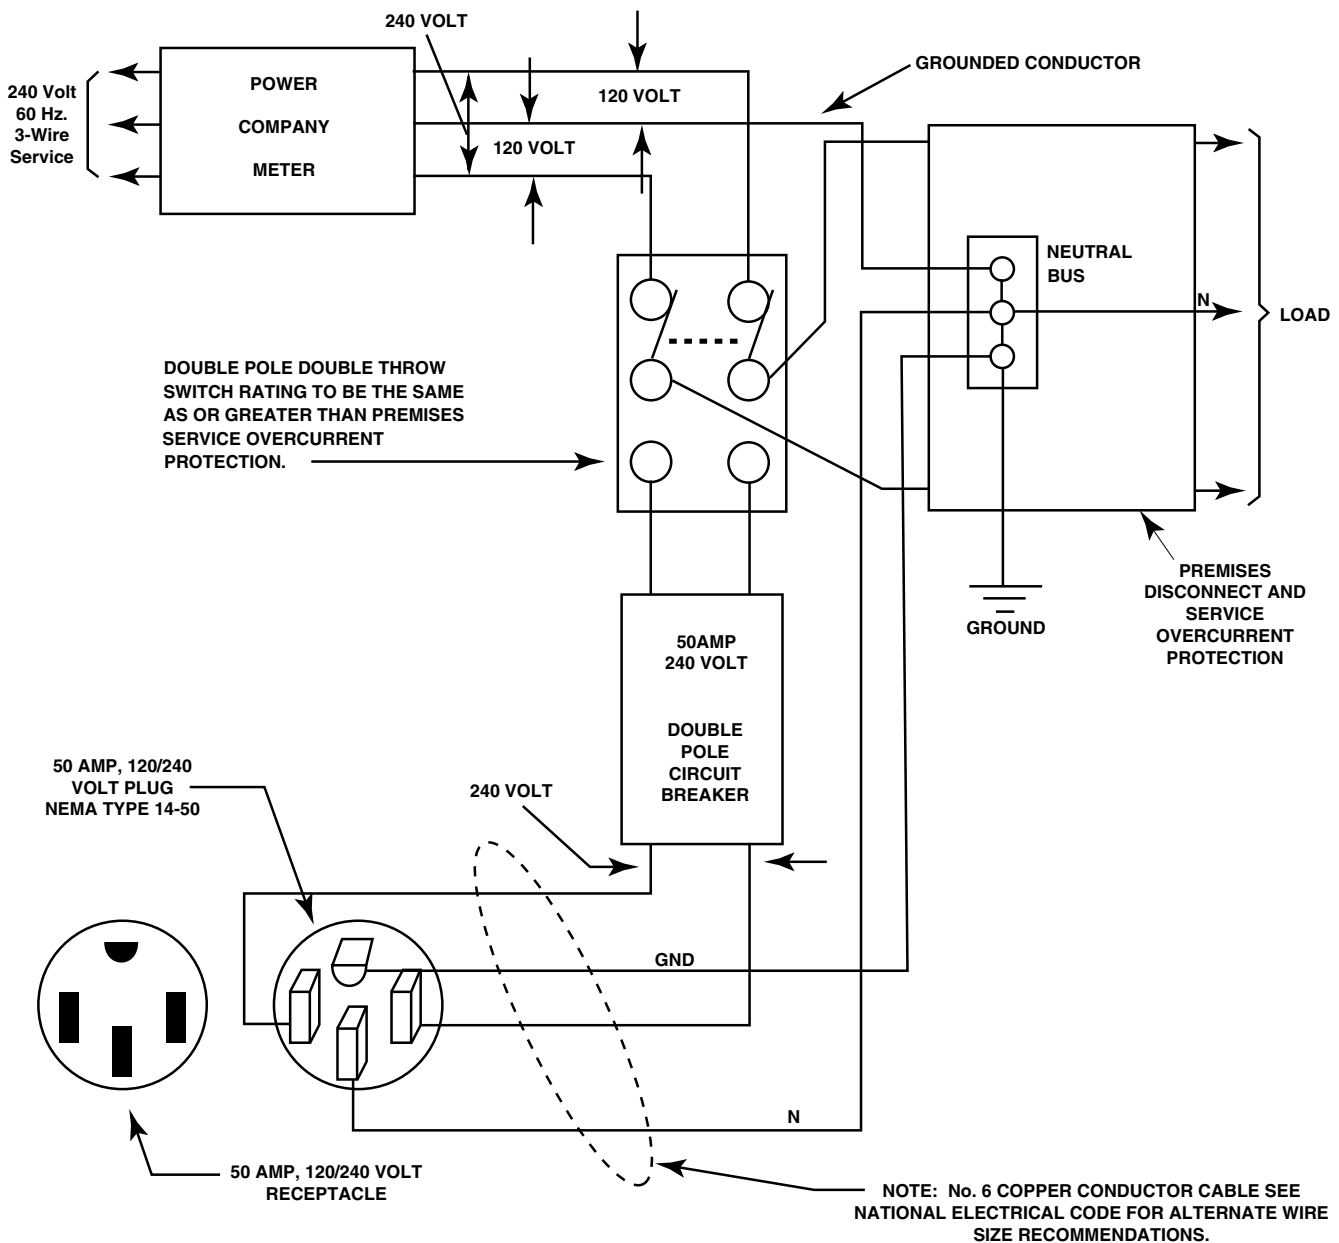 240 VOLT
GROUNDED CONDUCTOR
240 Volt
60 Hz.
3-Wire
Service
POWER
COMPANY
METER
120 VOLT
120 VOLT
NEUTRAL
BUS
N
LOAD
DOUBLE POLE DOUBLE THROW
SWITCH RATING TO BE THE SAME
AS OR GREATER THAN PREMISES
SERVICE OVERCURRENT
PROTECTION.
GROUND
PREMISES
DISCONNECT AND
SERVICE
OVERCURRENT
PROTECTION
50AMP
240 VOLT
DOUBLE
POLE
CIRCUIT
BREAKER
50 AMP, 120/240
VOLT PLUG
NEMA TYPE 14-50
240 VOLT
GND
N
50 AMP, 120/240 VOLT
RECEPTACLE
NOTE: No. 6 COPPER CONDUCTOR CABLE SEE
NATIONAL ELECTRICAL CODE FOR ALTERNATE WIRE
SIZE RECOMMENDATIONS.